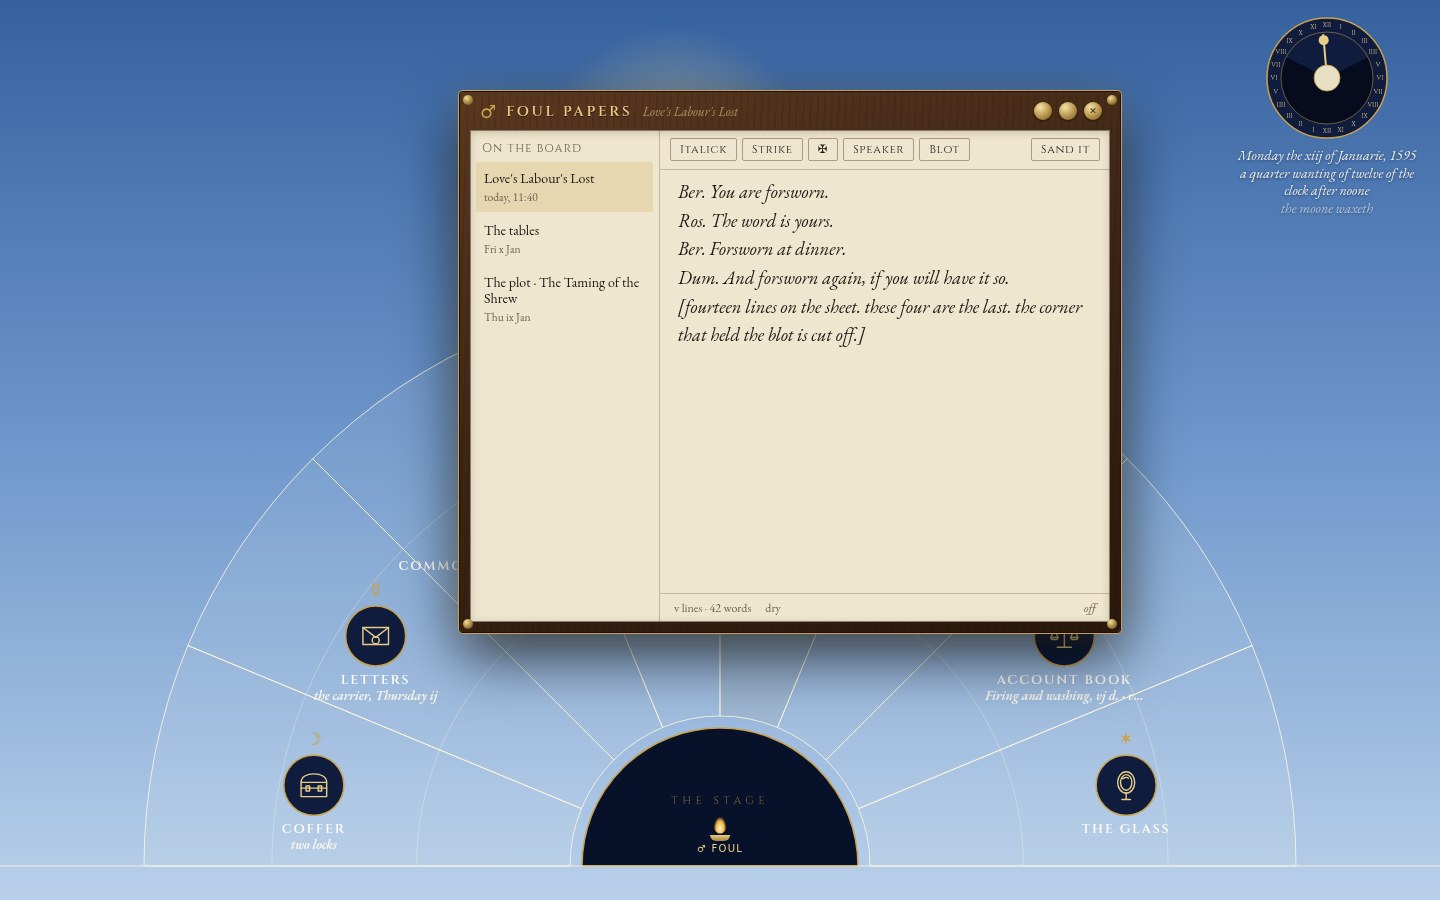 FOUL PAPERS Love's Labour's Lost
On the Board
Love's Labour's Lost
today, 11:40
The tables
Fri x Jan
The plot · The Taming of the
Shrew
Thu ix Jan
Italick Strike ✠ Speaker Blot Sand it
Ber. You are forsworn.
Ros. The word is yours.
Ber. Forsworn at dinner.
Dum. And forsworn again, if you will have it so.
[fourteen lines on the sheet. these four are the last. the corner
that held the blot is cut off.]
v lines · 42 words dry off
Monday the xiij of Januarie, 1595
a quarter wanting of twelve of the
clock after noone
the moone waxeth
COMMO
LETTERS
the carrier, Thursday ij
COFFER
two locks
ACCOUNT BOOK
Firing and washing, vj d. · v...
THE GLASS
THE STAGE
♂ FOUL